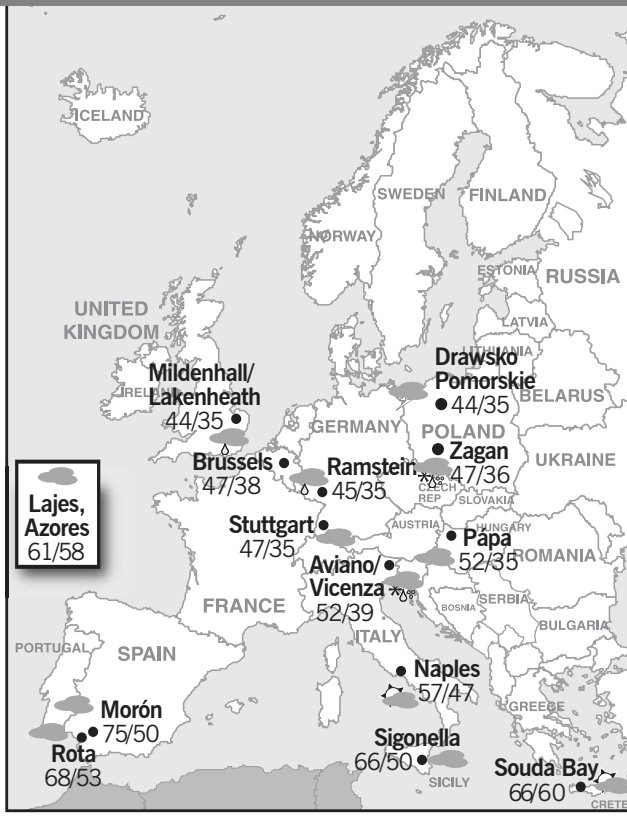 ICELAND
SWEDEN
FINLAND
NORWAY
ESTONIA
RUSSIA
LATVIA
LITHUANIA
UNITED
KINGDOM
IRELAND
Mildenhall/
Lakenheath
44/35
Drawsko
Pomorskie
44/35
BELARUS
GERMANY
POLAND
Zagan
47/36
UKRAINE
Brussels
47/38
Ramstein
45/35
CZECH
REP
SLOVAKIA
Lajes,
Azores
61/58
Stuttgart
47/35
AUSTRIA
HUNGARY
Pápa
52/35
ROMANIA
Aviano/
Vicenza
52/39
FRANCE
BOSNIA
SERBIA
BULGARIA
ITALY
PORTUGAL
SPAIN
Naples
57/47
GREECE
Morón
75/50
Rota
68/53
Sigonella
66/50
SICILY
Souda Bay
66/60
CRETE